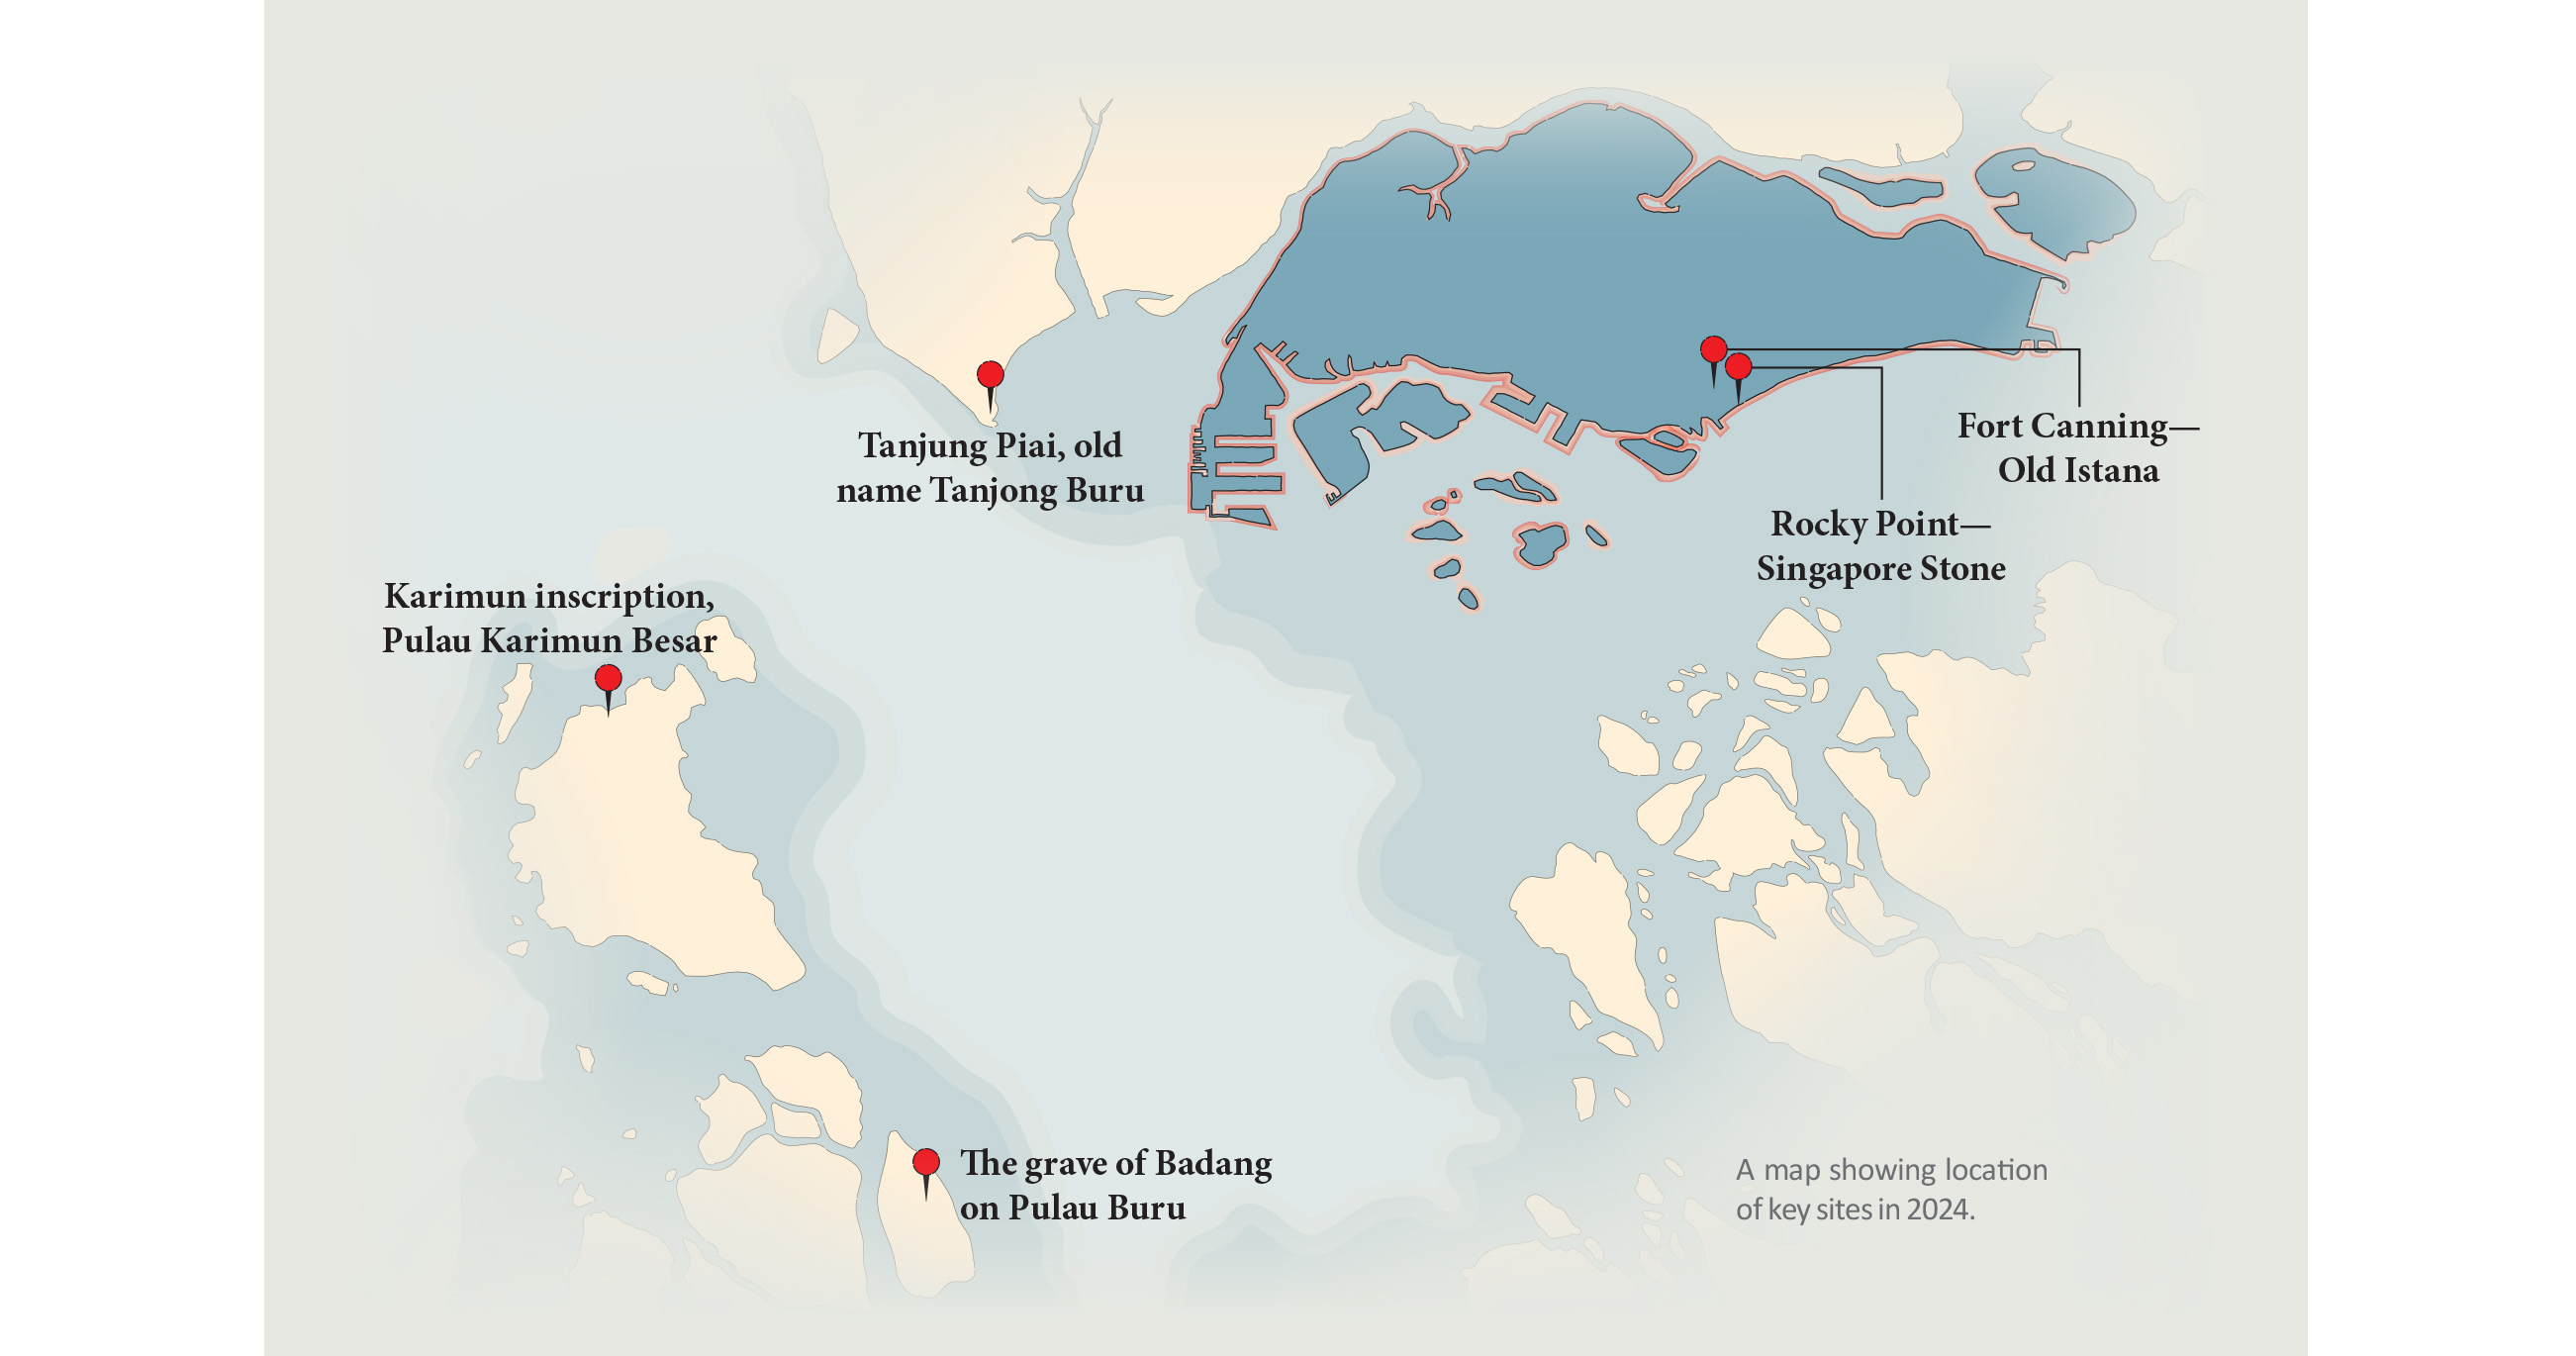 Fort Canning—
Old Istana
Tanjung Piai, old
name Tanjong Buru
Rocky Point—
Singapore Stone
Karimun inscription,
Pulau Karimun Besar
The grave of Badang
on Pulau Buru
A map showing location
of key sites in 2024.